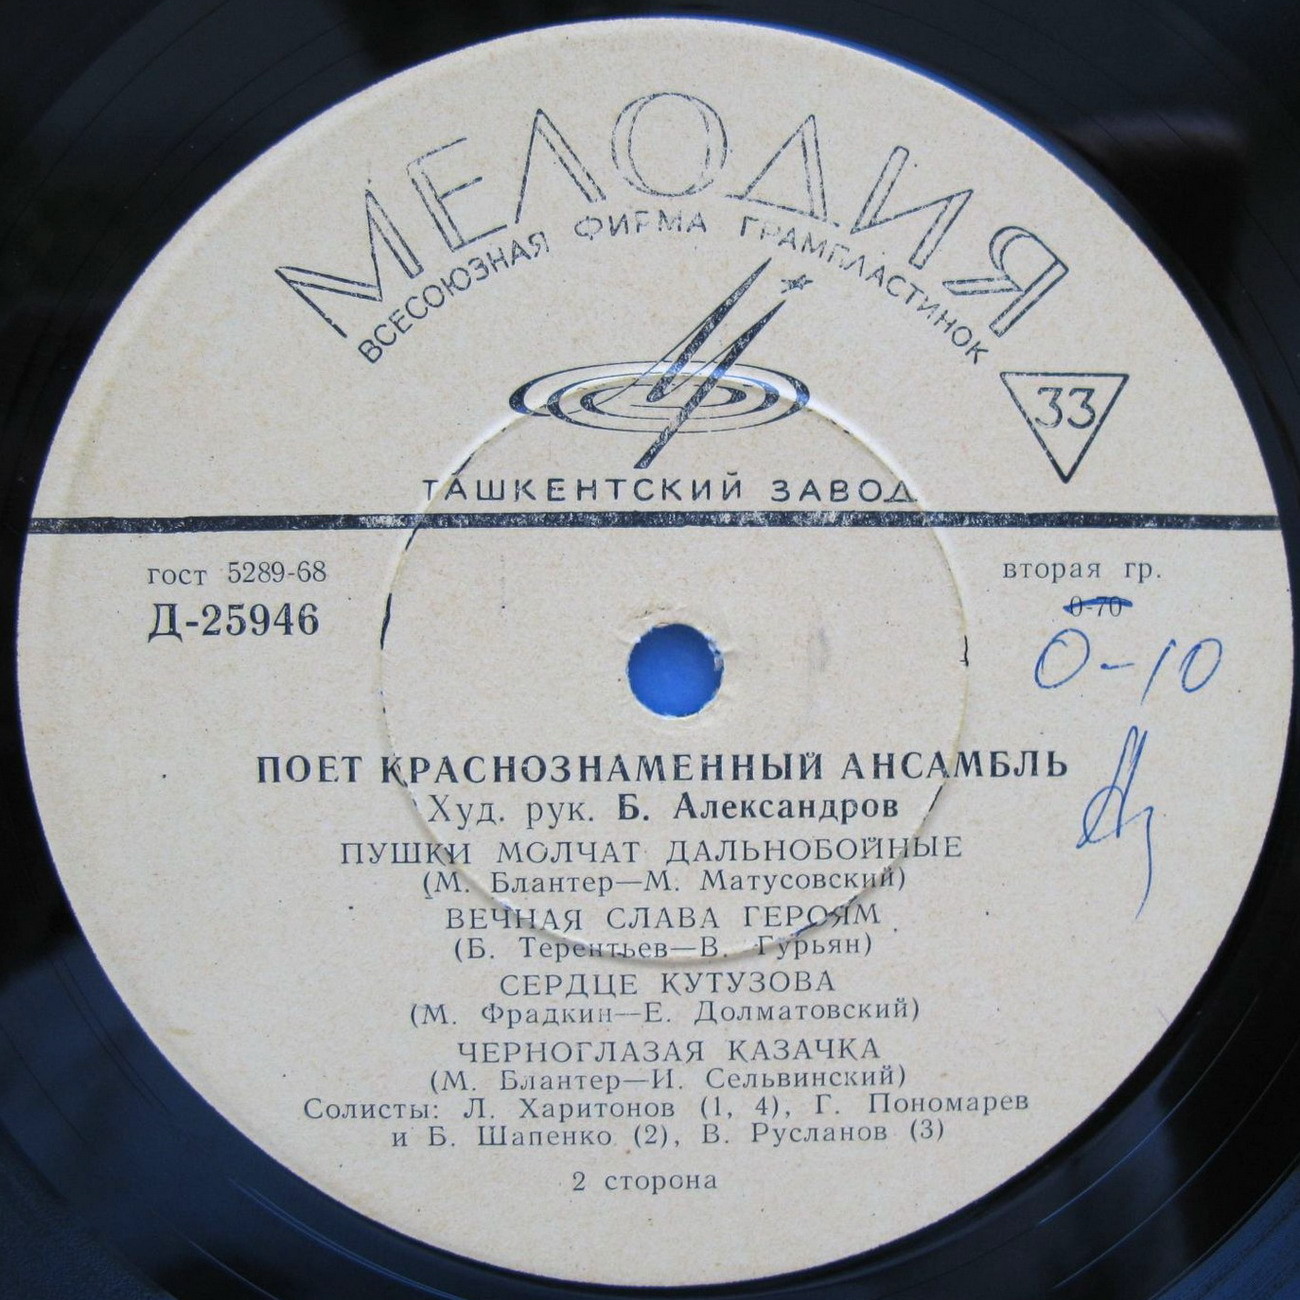 МЕЛОДИЯ
ВСЕСОЮЗНАЯ ФИРМА ГРАМПЛАСТИНОК
33
ТАШКЕНТСКИЙ ЗАВОД
гост 5289-68
вторая гр.
Д-25946
0-70
0-10
ПОЕТ КРАСНОЗНАМЕННЫЙ АНСАМБЛЬ
Худ. рук. Б. Александров
ПУШКИ МОЛЧАТ ДАЛЬНОБОЙНЫЕ
(М. Блантер—М. Матусовский)
ВЕЧНАЯ СЛАВА ГЕРОЯМ
(Б. Терентьев—В. Гурьян)
СЕРДЦЕ КУТУЗОВА
(М. Фрадкин—Е. Долматовский)
ЧЕРНОГЛАЗАЯ КАЗАЧКА
(М. Блантер—И. Сельвинский)
Солисты: Л. Харитонов (1, 4), Г. Пономарев
и Б. Шапенко (2), В. Русланов (3)
2 сторона